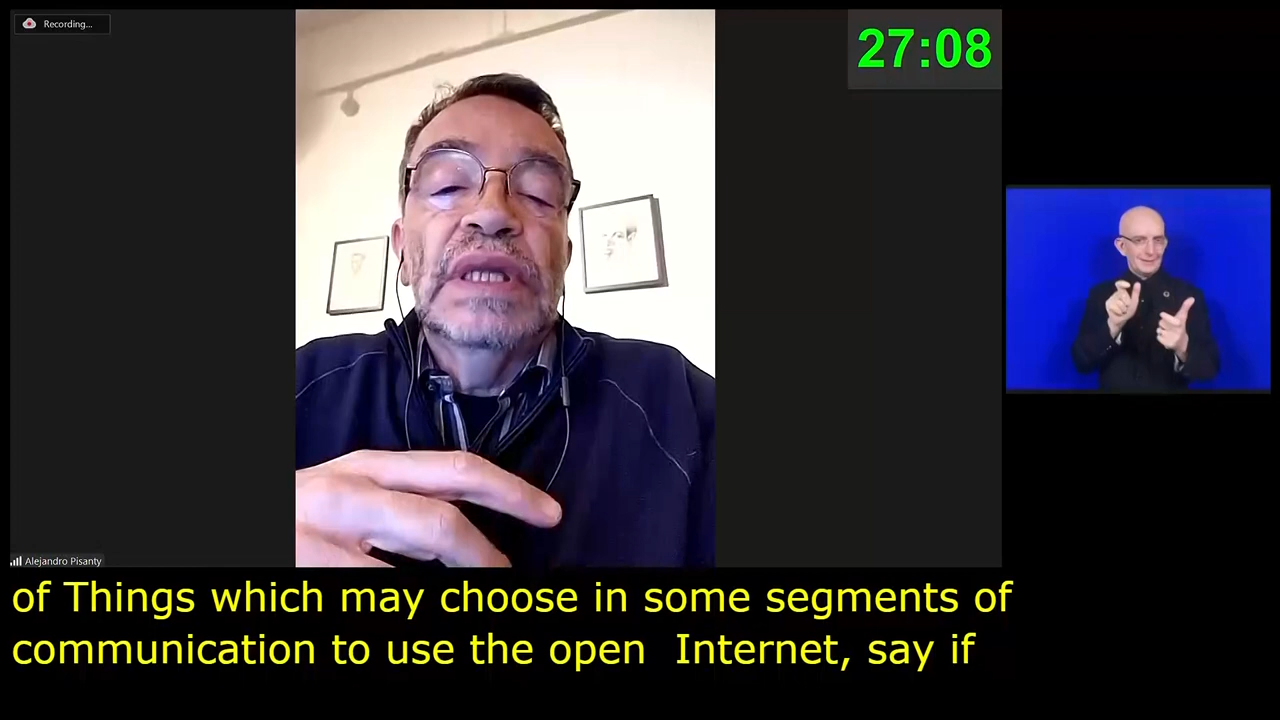 Recording...
27:08
Alejandro Pisanty
of Things which may choose in some segments of
communication to use the open  Internet, say if